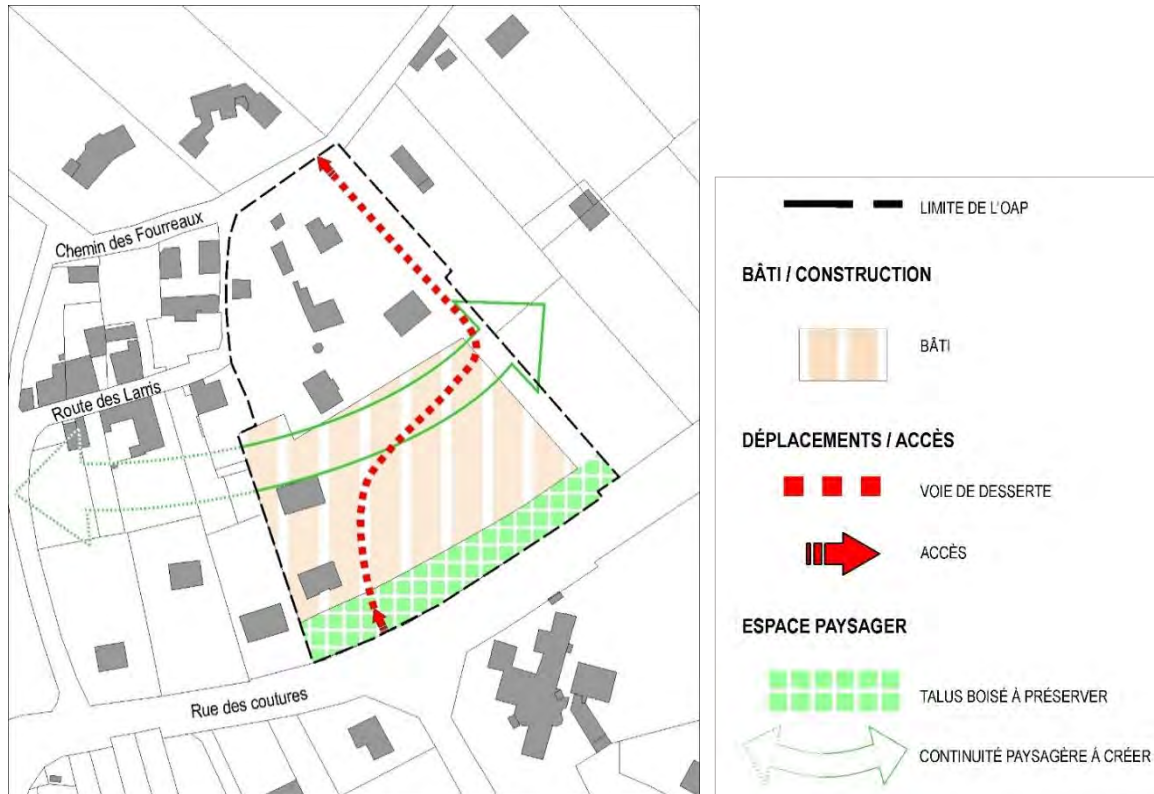 Chemin des Fourreaux
Route des Larris
Rue des coutures
LIMITE DE L'OAP
BÂTI / CONSTRUCTION
BÂTI
DÉPLACEMENTS / ACCÈS
VOIE DE DESSERTE
ACCÈS
ESPACE PAYSAGER
TALUS BOISÉ À PRÉSERVER
CONTINUITÉ PAYSAGÈRE À CRÉER